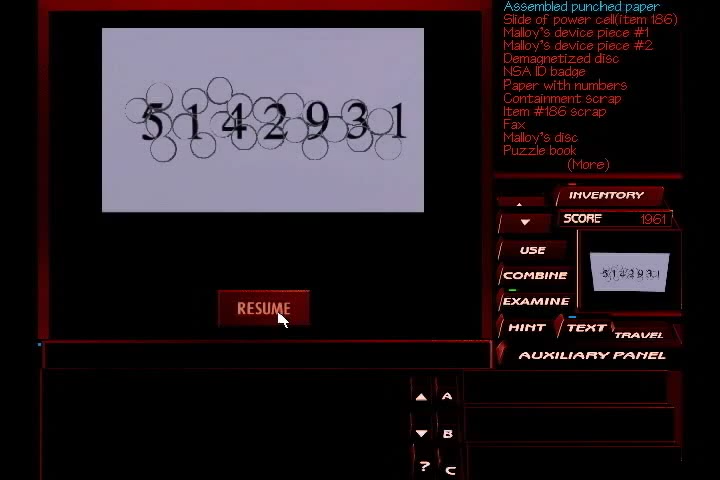 5142931
RESUME
Assembled punched paper
Slide of power cell(item 186)
Malloy's device piece #1
Malloy's device piece #2
Demagnetized disc
NSA ID badge
Paper with numbers
Containment scrap
Item #186 scrap
Fax
Malloy's disc
Puzzle book
(More)
INVENTORY
SCORE 1961
USE
COMBINE
5142931
EXAMINE
HINT TEXT TRAVEL
AUXILIARY PANEL
A
B
? C